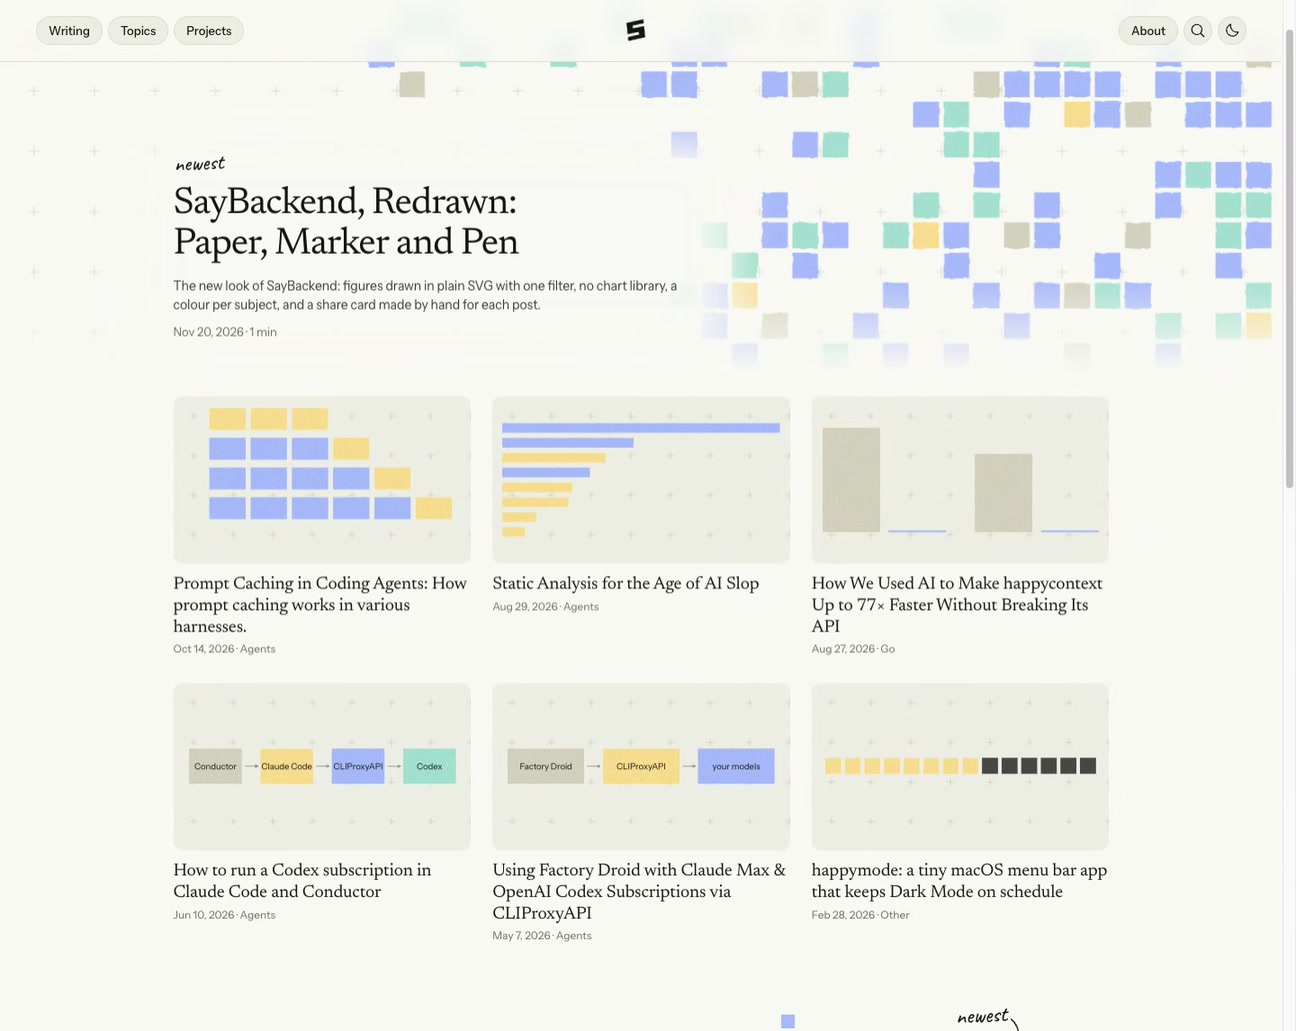 Writing
Topics
Projects
About
newest
SayBackend, Redrawn:
Paper, Marker and Pen
The new look of SayBackend: figures drawn in plain SVG with one filter, no chart library, a
colour per subject, and a share card made by hand for each post.
Nov 20, 2026 · 1 min
Prompt Caching in Coding Agents: How
prompt caching works in various
harnesses.
Oct 14, 2026 · Agents
Static Analysis for the Age of AI Slop
Aug 29, 2026 · Agents
How We Used AI to Make happycontext
Up to 77× Faster Without Breaking Its
API
Aug 27, 2026 · Go
Conductor
Claude Code
CLIProxyAPI
Codex
How to run a Codex subscription in
Claude Code and Conductor
Jun 10, 2026 · Agents
Factory Droid
CLIProxyAPI
your models
Using Factory Droid with Claude Max &
OpenAI Codex Subscriptions via
CLIProxyAPI
May 7, 2026 · Agents
happymode: a tiny macOS menu bar app
that keeps Dark Mode on schedule
Feb 28, 2026 · Other
newest